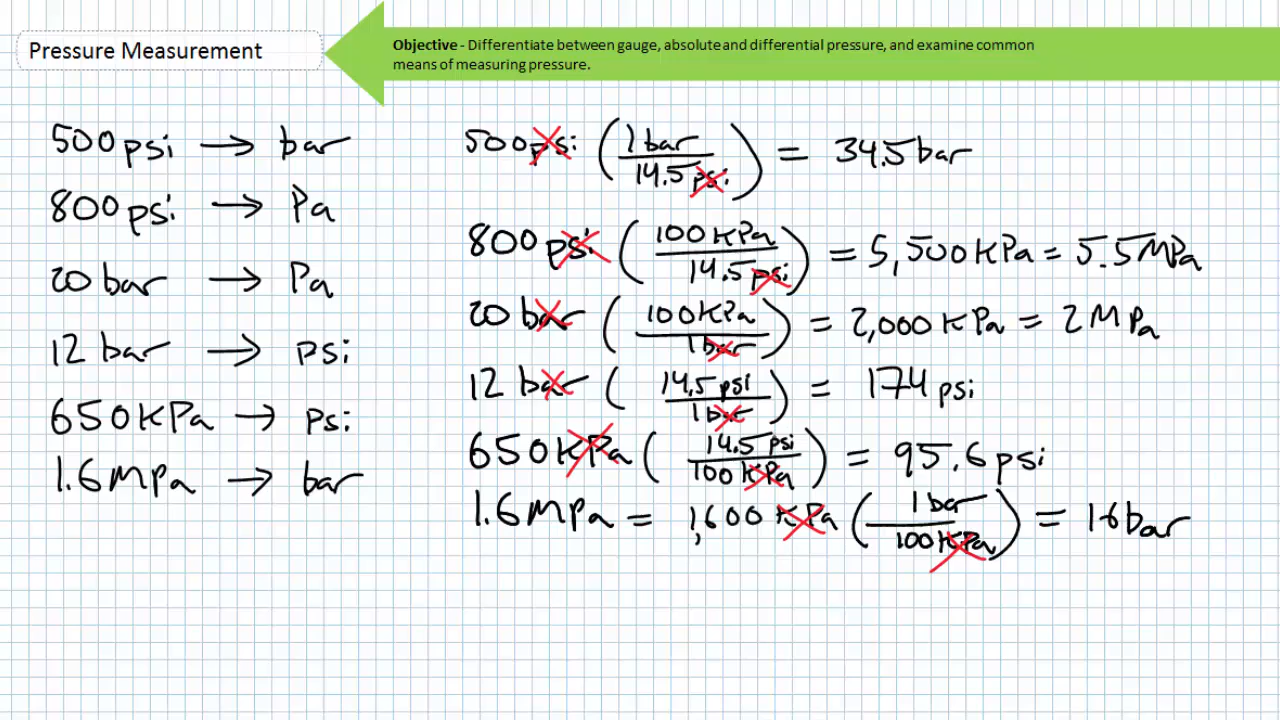 Pressure Measurement
Objective - Differentiate between gauge, absolute and differential pressure, and examine common
means of measuring pressure.
500 psi → bar
800 psi → Pa
20 bar → Pa
12 bar → psi
650 KPa → psi
1.6 MPa → bar
500 psi (1 bar / 14.5 psi) = 34.5 bar
800 psi (100 KPa / 14.5 psi) = 5,500 KPa = 5.5 MPa
20 bar (100 KPa / 1 bar) = 2,000 KPa = 2 MPa
12 bar (14.5 psi / 1 bar) = 174 psi
650 KPa (14.5 psi / 100 KPa) = 95.6 psi
1.6 MPa = 1,600 KPa (1 bar / 100 KPa) = 16 bar